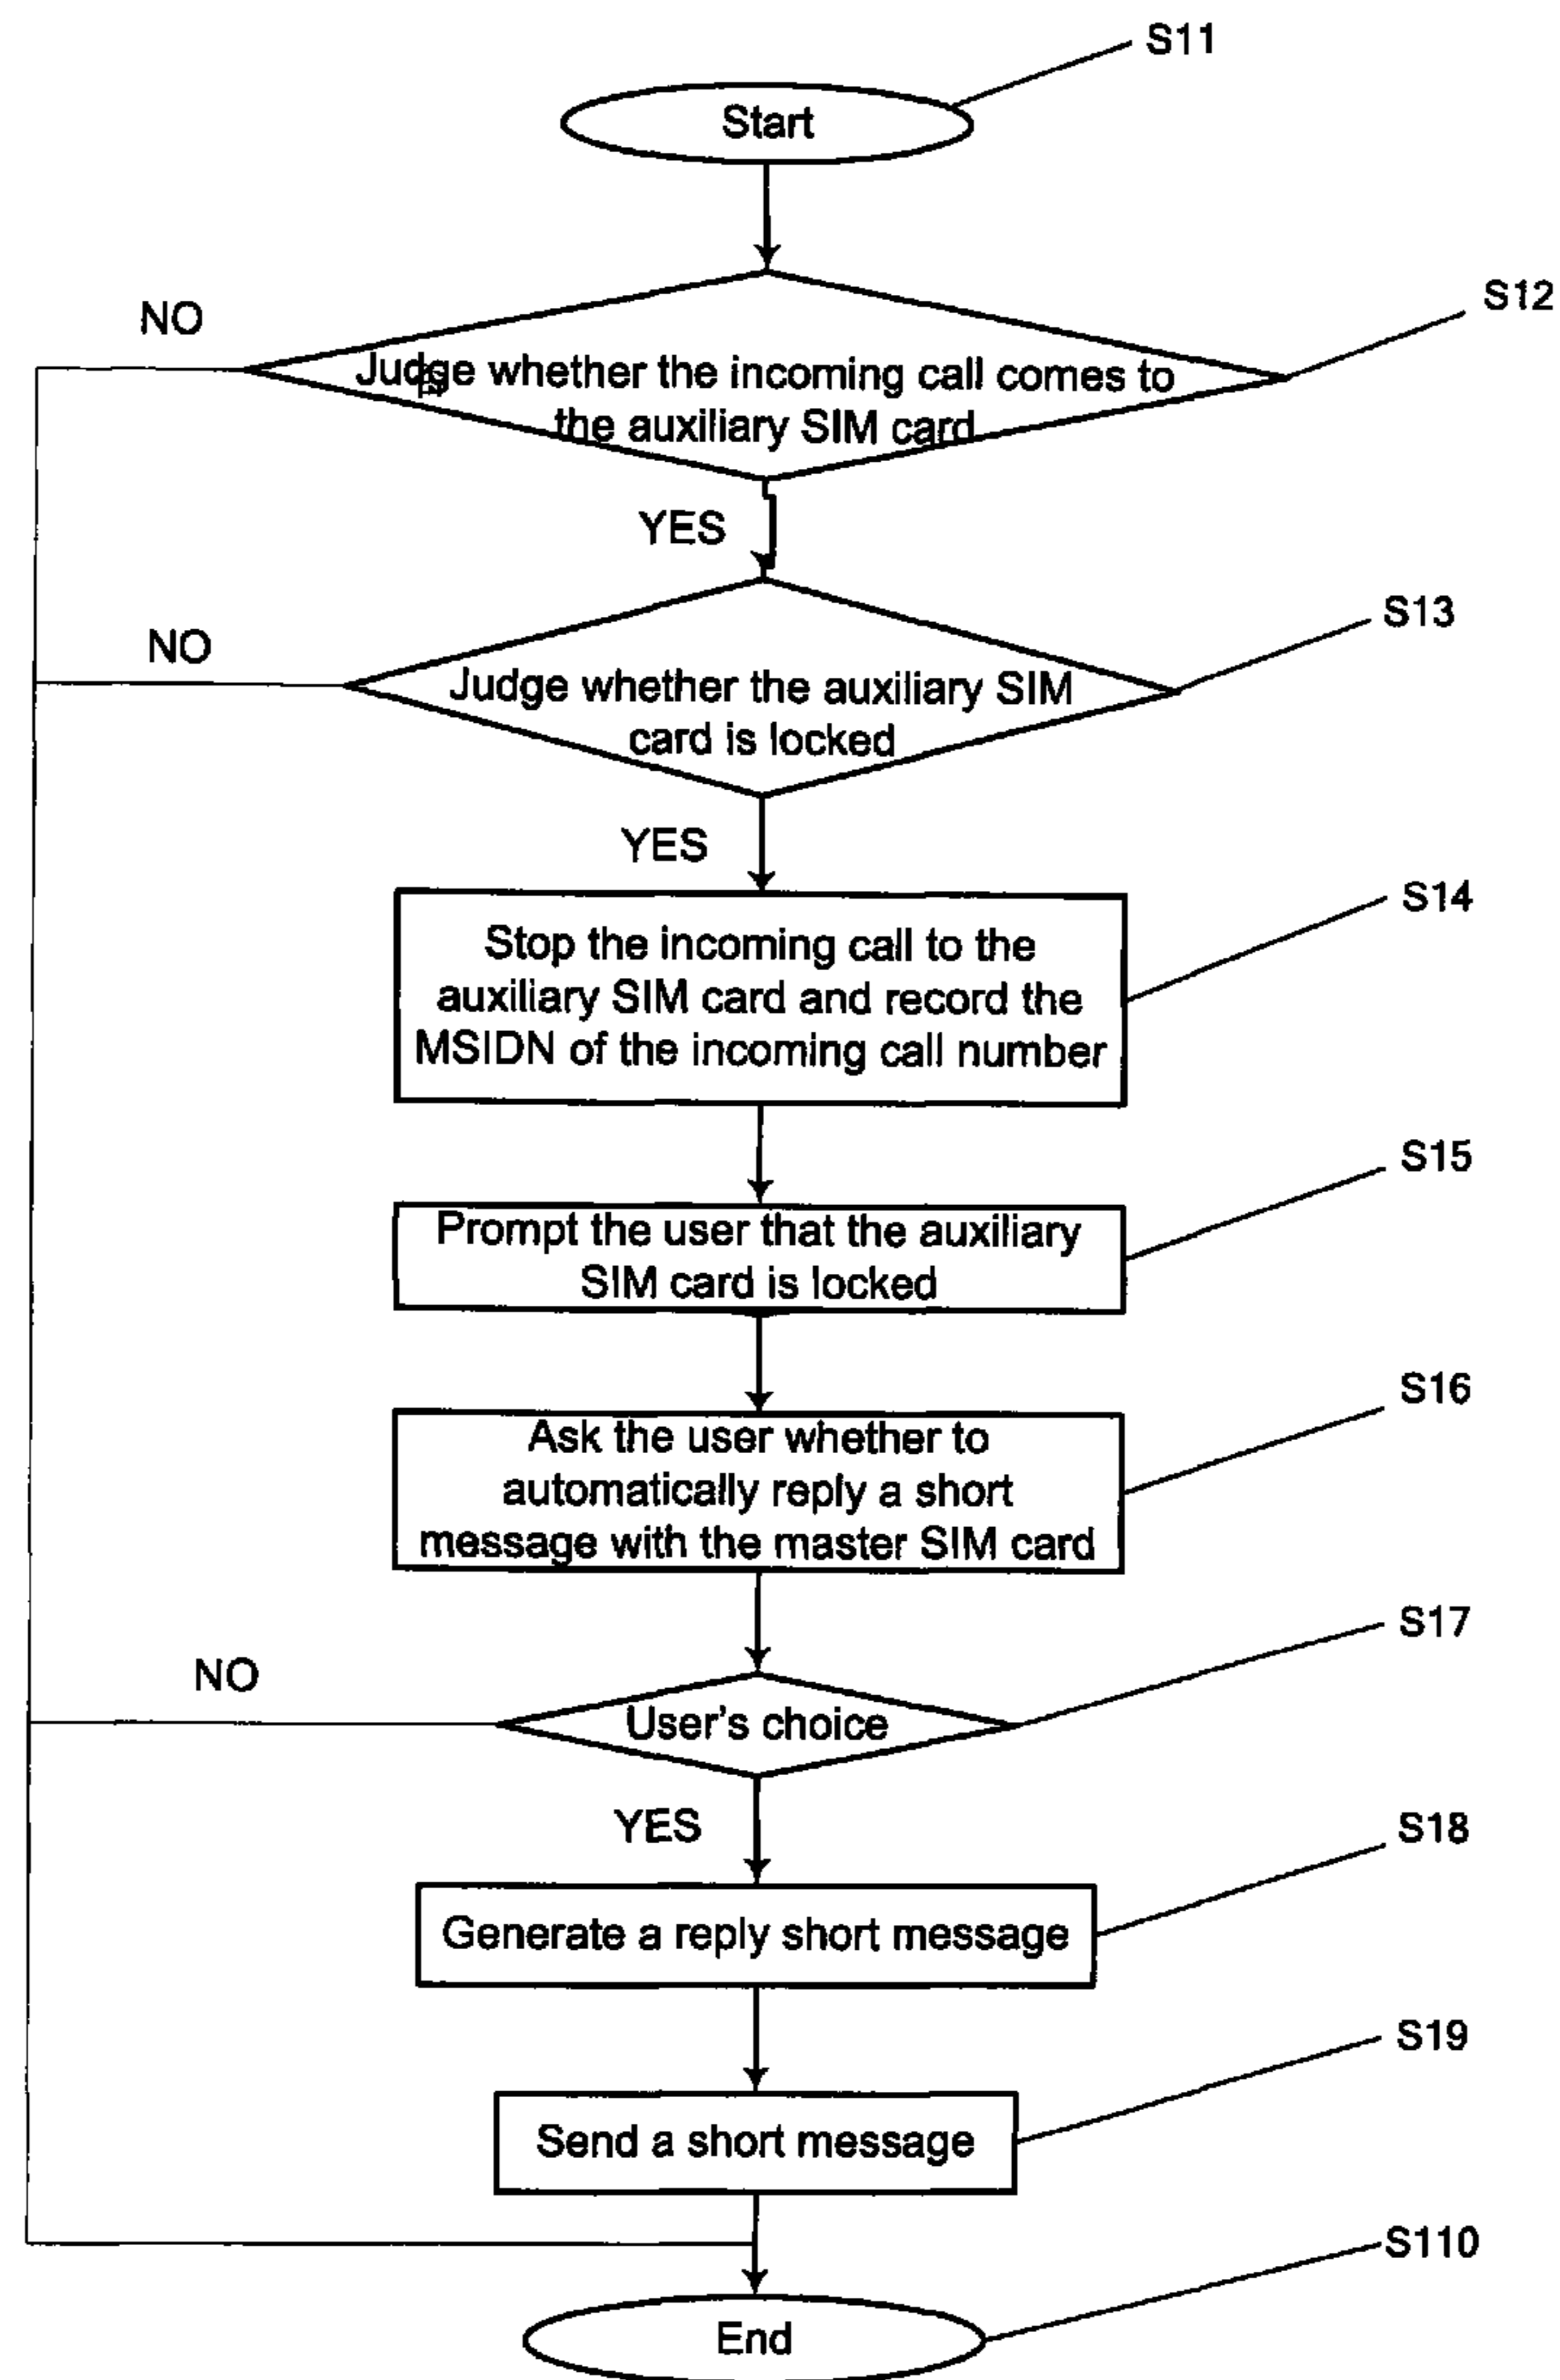 S11
Start
S12
NO
Judge whether the incoming call comes to
the auxiliary SIM card
YES
S13
NO
Judge whether the auxiliary SIM
card is locked
YES
S14
Stop the incoming call to the
auxiliary SIM card and record the
MSIDN of the incoming call number
S15
Prompt the user that the auxiliary
SIM card is locked
S16
Ask the user whether to
automatically reply a short
message with the master SIM card
S17
NO
User's choice
YES
S18
Generate a reply short message
S19
Send a short message
S110
End